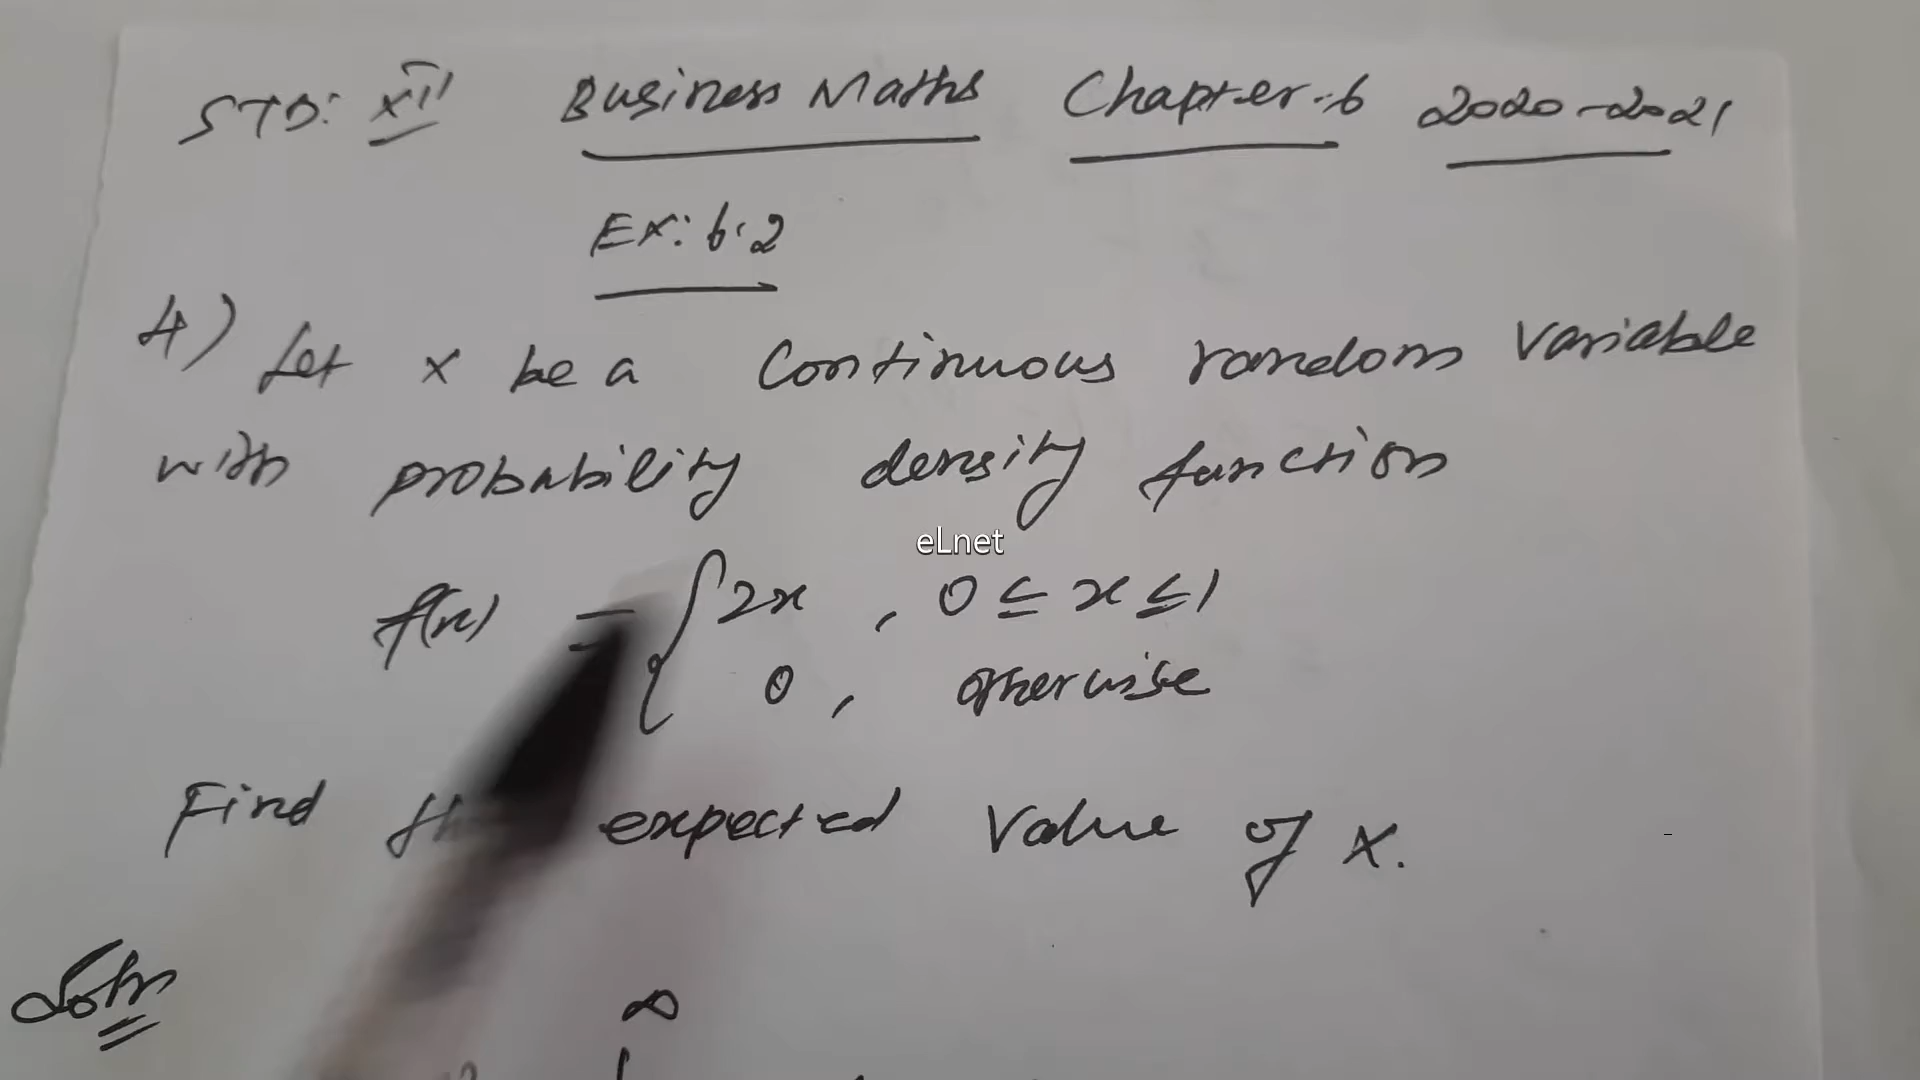 STD: XII Business Maths Chapter-6 2020-2021
Ex: 6.2
4) Let x be a continuous random variable
with probability density function
eLnet
f(x) = { 2x , 0 ≤ x ≤ 1
0 , otherwise
Find the expected value of x.
Soln
∞